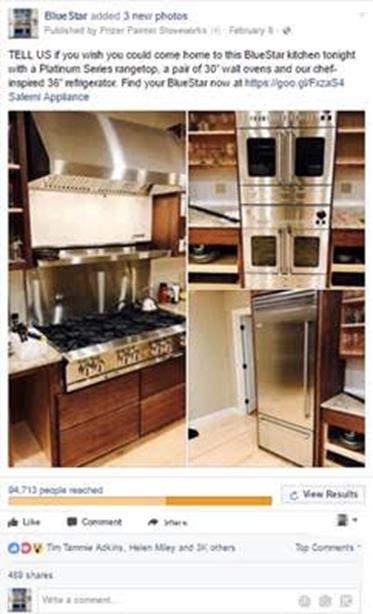 BlueStar added 3 new photos
Published by Prizer Painter Stoveworks · February 8 ·
TELL US if you wish you could come home to this BlueStar kitchen tonight
with a Platinum Series rangetop, a pair of 30" wall ovens and our chef-
inspired 36" refrigerator. Find your BlueStar now at https://goo.gl/FxzaS4
Salemi Appliance
94,713 people reached
View Results
Like Comment Share
Tim Tammie Adkins, Helen Miley and 3K others
Top Comments
489 shares
Write a comment...